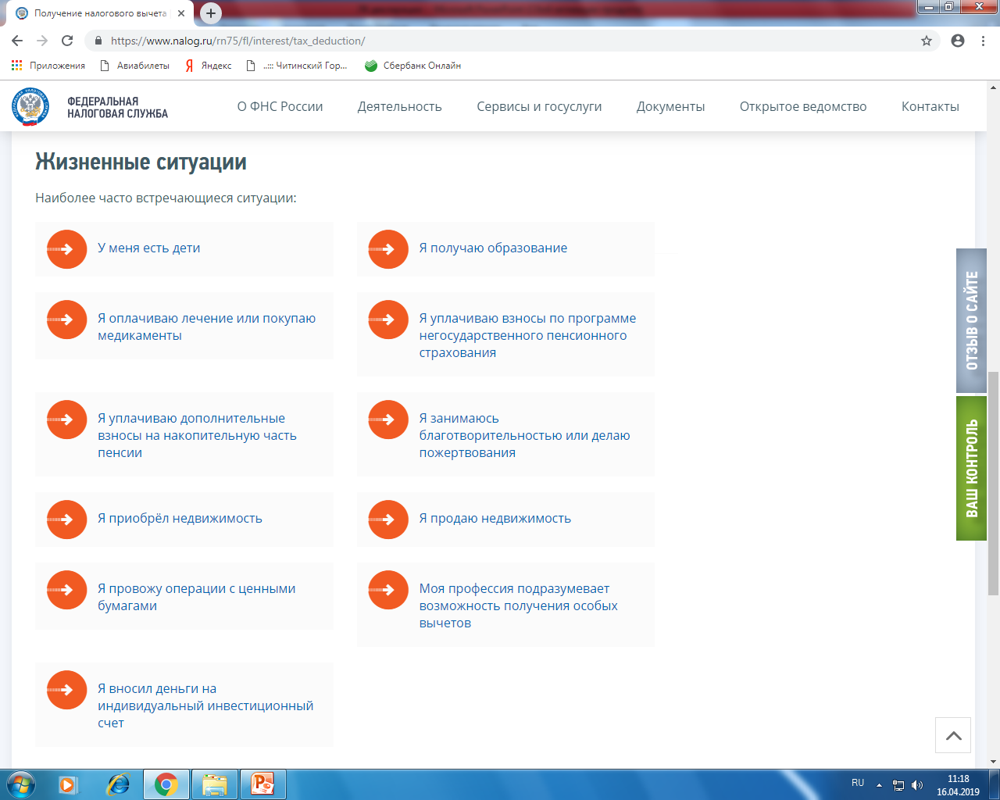 Получение налогового вычета
https://www.nalog.ru/rn75/fl/interest/tax_deduction/
Приложения
Авиабилеты
Яндекс
..::: Читинский Гор...
Сбербанк Онлайн
ФЕДЕРАЛЬНАЯ
НАЛОГОВАЯ СЛУЖБА
О ФНС России
Деятельность
Сервисы и госуслуги
Документы
Открытое ведомство
Контакты
Жизненные ситуации
Наиболее часто встречающиеся ситуации:
У меня есть дети
Я получаю образование
Я оплачиваю лечение или покупаю
медикаменты
Я уплачиваю взносы по программе
негосударственного пенсионного
страхования
Я уплачиваю дополнительные
взносы на накопительную часть
пенсии
Я занимаюсь
благотворительностью или делаю
пожертвования
Я приобрёл недвижимость
Я продаю недвижимость
Я провожу операции с ценными
бумагами
Моя профессия подразумевает
возможность получения особых
вычетов
Я вносил деньги на
индивидуальный инвестиционный
счет
ОТЗЫВ О САЙТЕ
ВАШ КОНТРОЛЬ
RU
11:18
16.04.2019